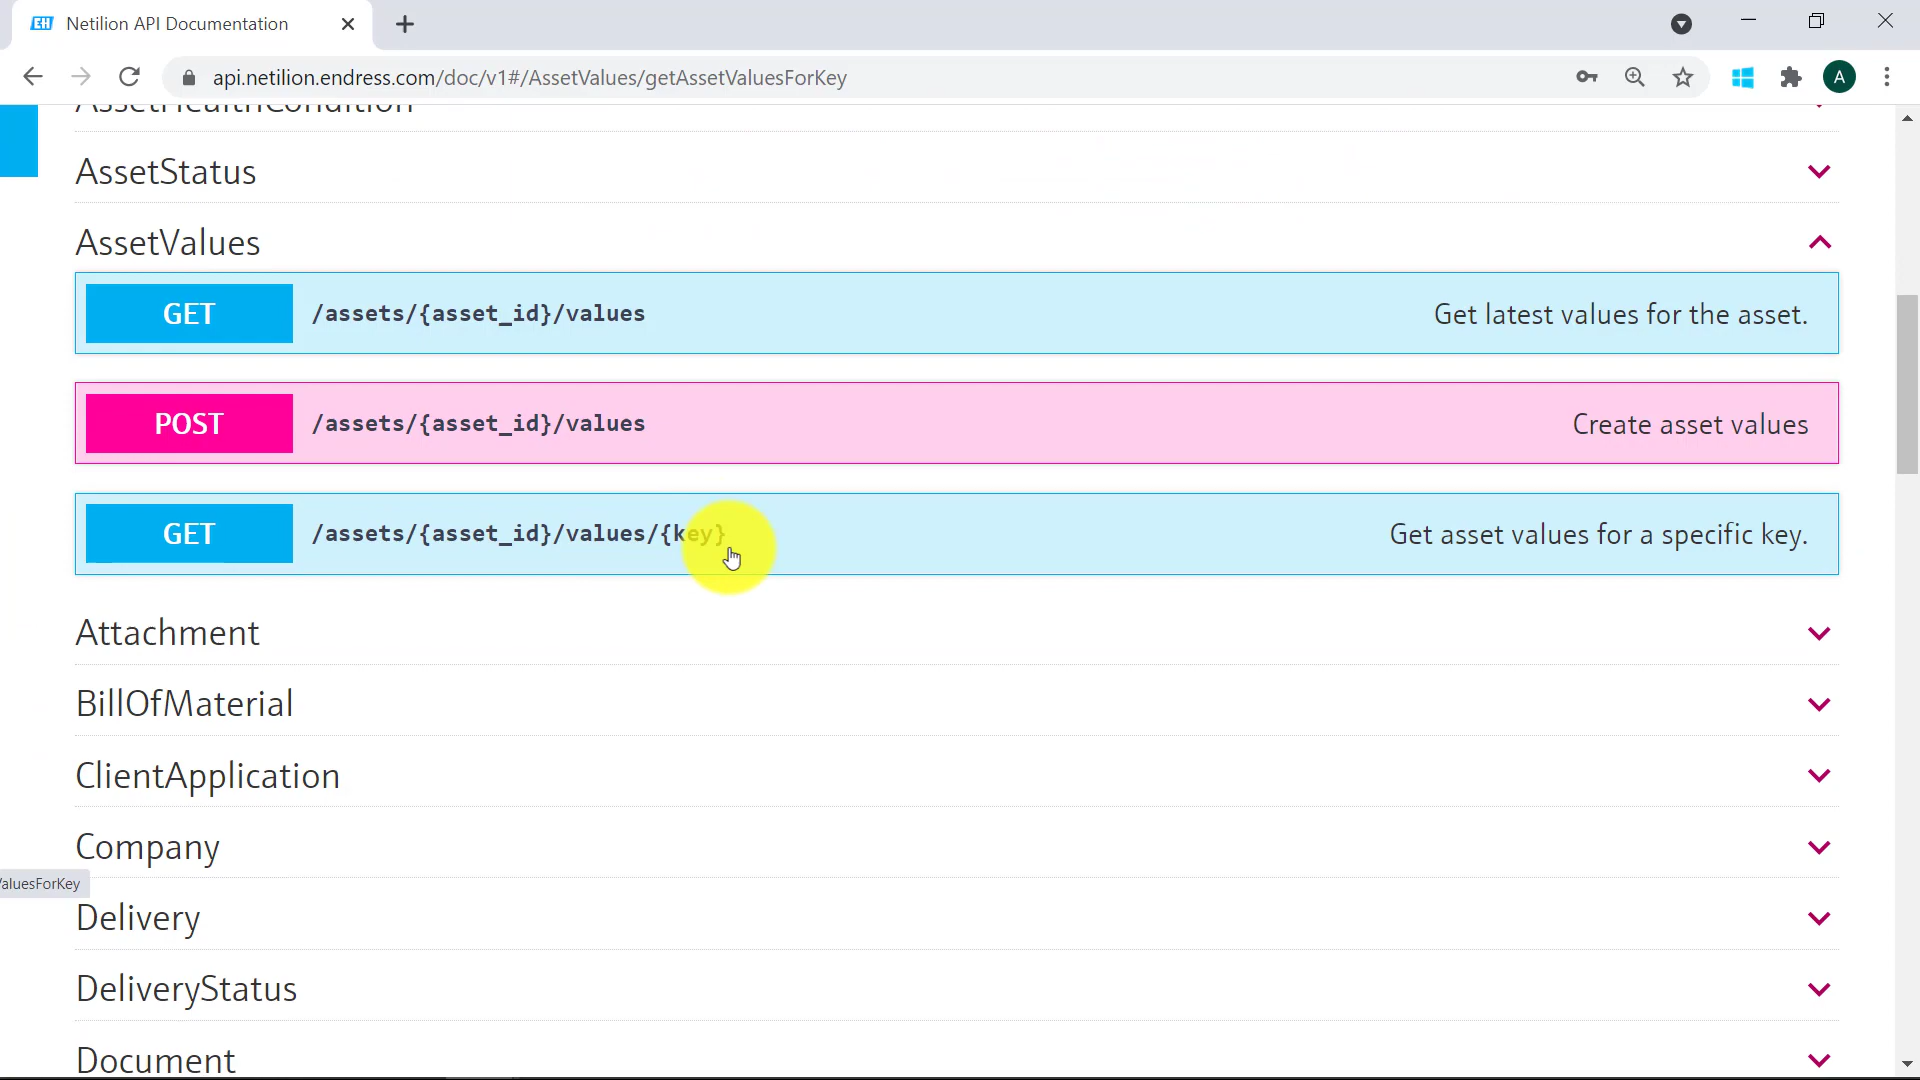 EH Netilion API Documentation
api.netilion.endress.com/doc/v1#/AssetValues/getAssetValuesForKey
A
AssetHealthCondition
AssetStatus
AssetValues
GET /assets/{asset_id}/values Get latest values for the asset.
POST /assets/{asset_id}/values Create asset values
GET /assets/{asset_id}/values/{key} Get asset values for a specific key.
Attachment
BillOfMaterial
ClientApplication
Company
aluesForKey
Delivery
DeliveryStatus
Document